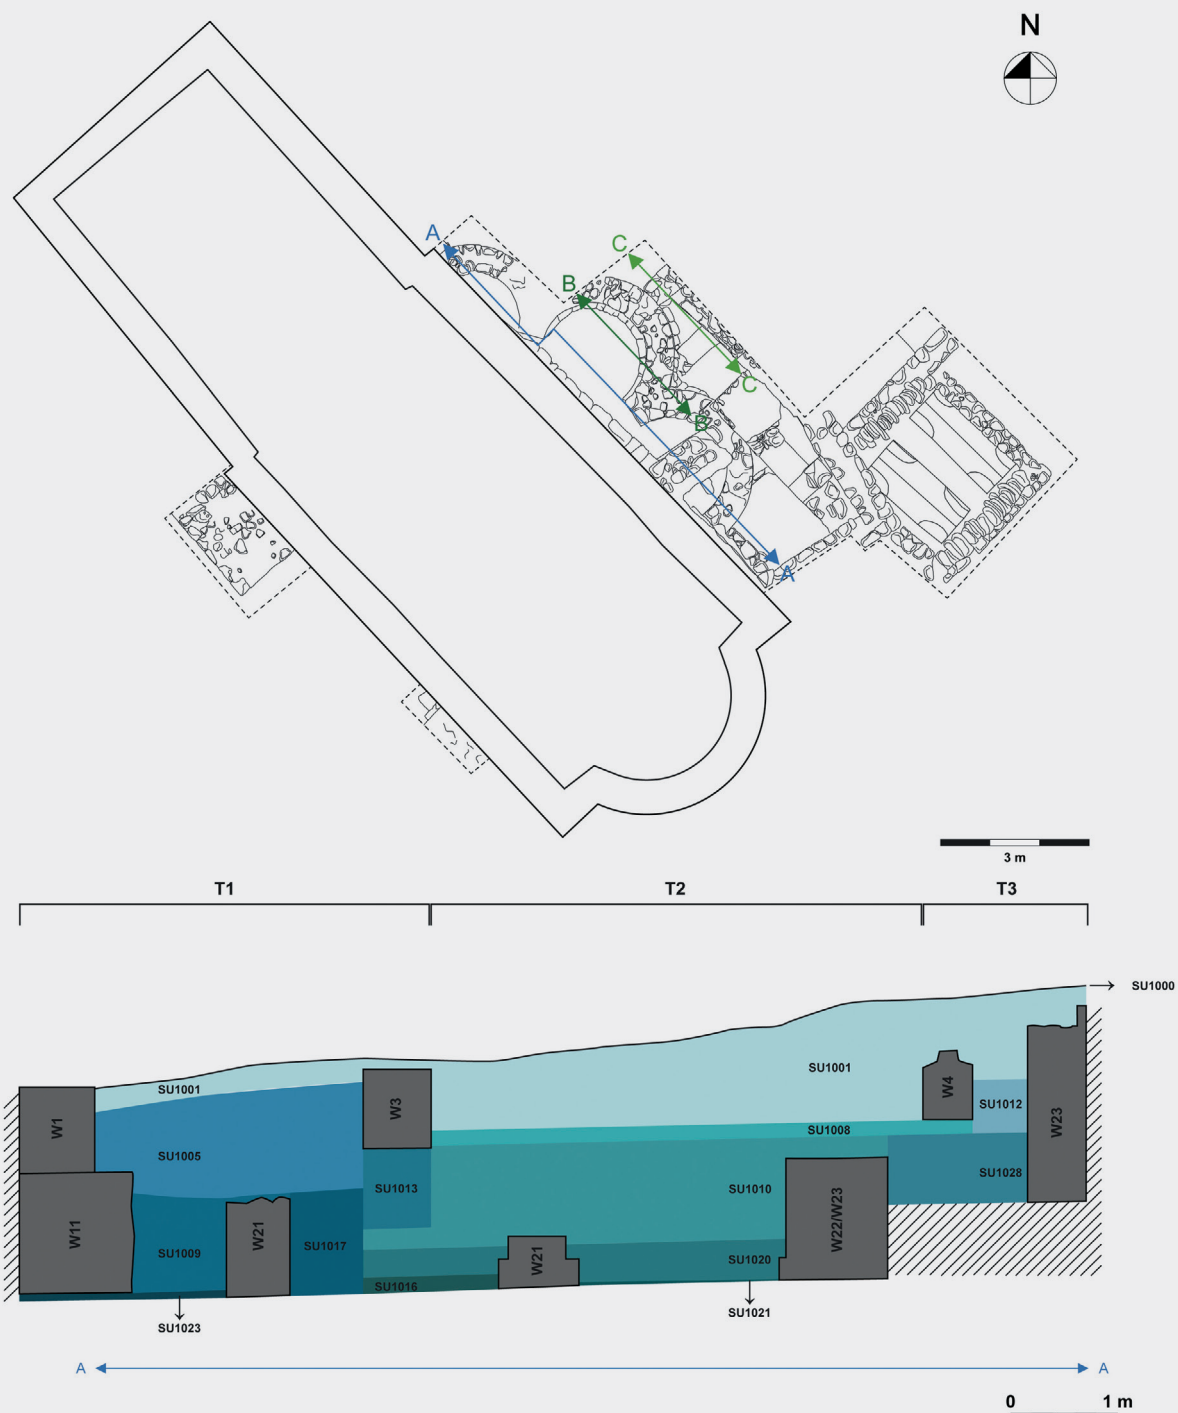 N
A
C
B
C
B
A
3 m
T1 T2 T3
SU1000
SU1001
SU1001
W4
W3
SU1012
W1
W23
SU1008
SU1005
SU1028
SU1013
SU1010
W11
W21
W22/W23
SU1017
SU1009
W21
SU1020
SU1016
SU1021
SU1023
A A
0 1 m